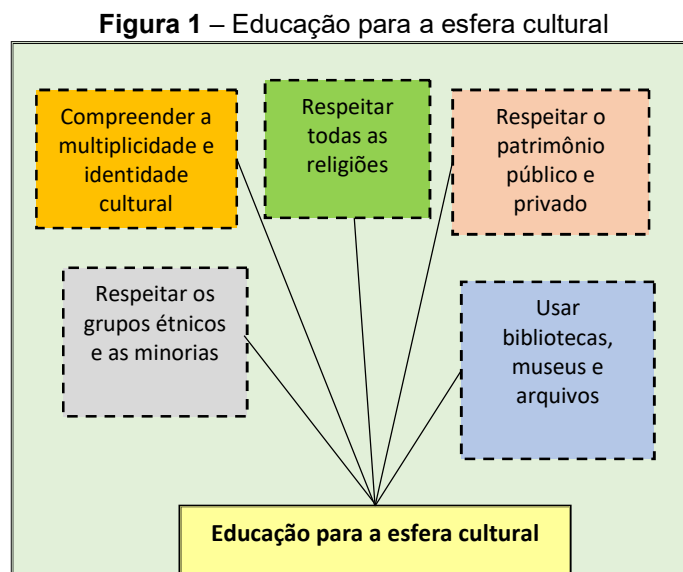 Figura 1 – Educação para a esfera cultural
Compreender a
multiplicidade e
identidade
cultural
Respeitar
todas as
religiões
Respeitar o
patrimônio
público e
privado
Respeitar os
grupos étnicos
e as minorias
Usar
bibliotecas,
museus e
arquivos
Educação para a esfera cultural